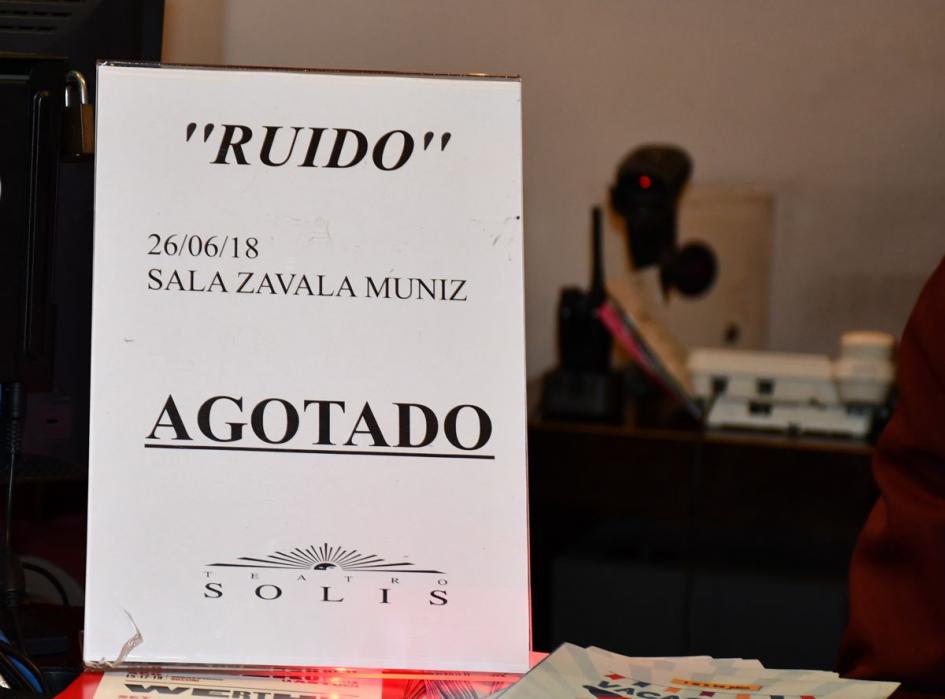 "RUIDO"
26/06/18
SALA ZAVALA MUNIZ
AGOTADO
TEATRO
SOLIS